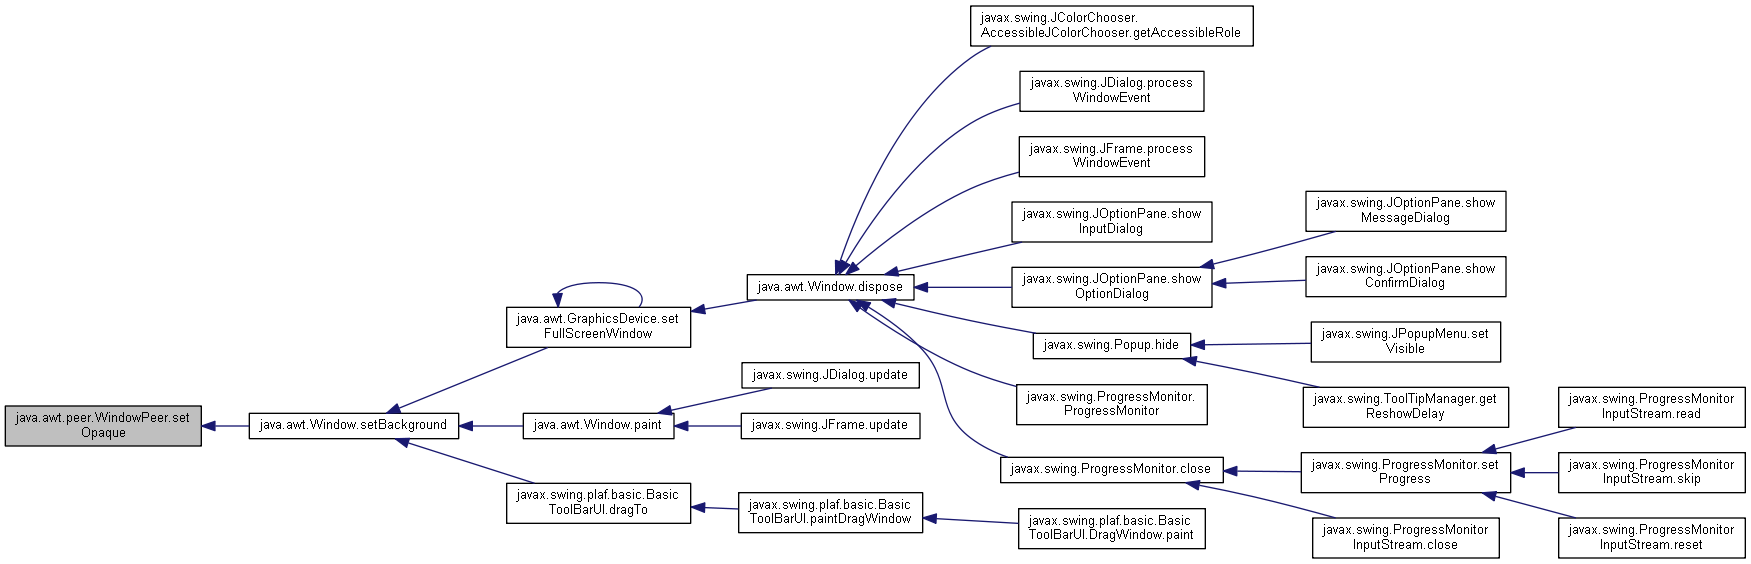 javax.swing.JColorChooser.
AccessibleJColorChooser.getAccessibleRole
javax.swing.JDialog.process
WindowEvent
javax.swing.JFrame.process
WindowEvent
javax.swing.JOptionPane.show
InputDialog
javax.swing.JOptionPane.show
MessageDialog
javax.swing.JOptionPane.show
ConfirmDialog
java.awt.Window.dispose
javax.swing.JOptionPane.show
OptionDialog
java.awt.GraphicsDevice.set
FullScreenWindow
javax.swing.Popup.hide
javax.swing.JPopupMenu.set
Visible
javax.swing.JDialog.update
javax.swing.ProgressMonitor.
ProgressMonitor
javax.swing.ToolTipManager.get
ReshowDelay
javax.swing.ProgressMonitor
InputStream.read
java.awt.peer.WindowPeer.set
Opaque
java.awt.Window.setBackground
java.awt.Window.paint
javax.swing.JFrame.update
javax.swing.ProgressMonitor.close
javax.swing.ProgressMonitor.set
Progress
javax.swing.ProgressMonitor
InputStream.skip
javax.swing.plaf.basic.Basic
ToolBarUI.dragTo
javax.swing.plaf.basic.Basic
ToolBarUI.paintDragWindow
javax.swing.plaf.basic.Basic
ToolBarUI.DragWindow.paint
javax.swing.ProgressMonitor
InputStream.close
javax.swing.ProgressMonitor
InputStream.reset